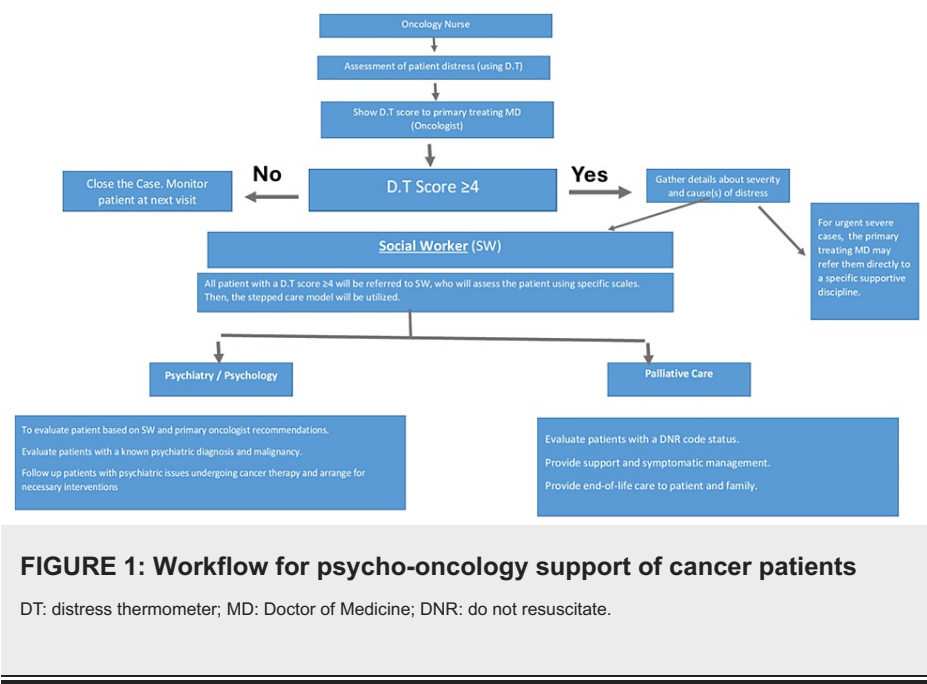 Oncology Nurse
Assessment of patient distress (using D.T)
Show D.T score to primary treating MD
(Oncologist)
No
Yes
Close the Case. Monitor
patient at next visit
D.T Score ≥4
Gather details about severity
and cause(s) of distress
For urgent severe
cases, the primary
treating MD may
refer them directly to
a specific supportive
discipline.
Social Worker (SW)
All patient with a D.T score ≥4 will be referred to SW, who will assess the patient using specific scales.
Then, the stepped care model will be utilized.
Psychiatry / Psychology
Palliative Care
To evaluate patient based on SW and primary oncologist recommendations.
Evaluate patients with a known psychiatric diagnosis and malignancy.
Follow up patients with psychiatric issues undergoing cancer therapy and arrange for
necessary interventions
Evaluate patients with a DNR code status.
Provide support and symptomatic management.
Provide end-of-life care to patient and family.
FIGURE 1: Workflow for psycho-oncology support of cancer patients
DT: distress thermometer; MD: Doctor of Medicine; DNR: do not resuscitate.